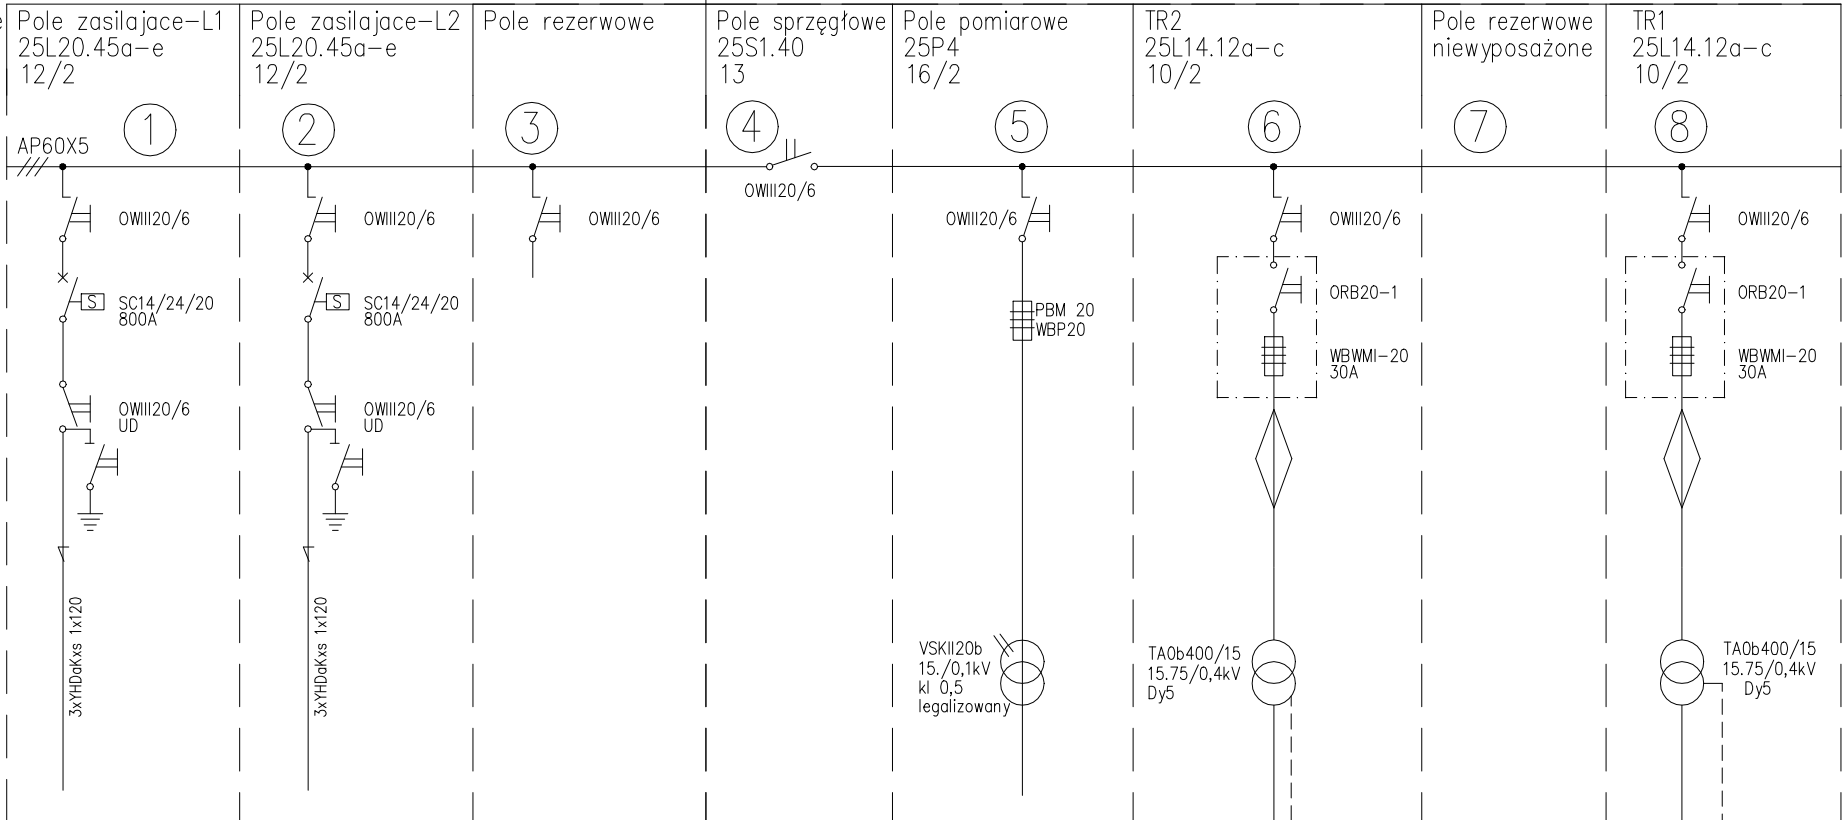 e
Pole zasilajace-L1
25L20.45a-e
12/2
Pole zasilajace-L2
25L20.45a-e
12/2
Pole rezerwowe
Pole sprzęgłowe
25S1.40
13
Pole pomiarowe
25P4
16/2
TR2
25L14.12a-c
10/2
Pole rezerwowe
niewyposażone
TR1
25L14.12a-c
10/2
1
2
3
4
5
6
7
8
AP60X5
OWIII20/6
OWIII20/6
OWIII20/6
OWIII20/6
OWIII20/6
OWIII20/6
OWIII20/6
S
SC14/24/20
800A
S
SC14/24/20
800A
PBM 20
WBP20
ORB20-1
ORB20-1
WBWMI-20
30A
WBWMI-20
30A
OWIII20/6
UD
OWIII20/6
UD
3xYHDaKxs 1x120
3xYHDaKxs 1x120
VSKII20b
15./0,1kV
kl 0,5
legalizowany
TAOb400/15
15.75/0,4kV
Dy5
TAOb400/15
15.75/0,4kV
Dy5